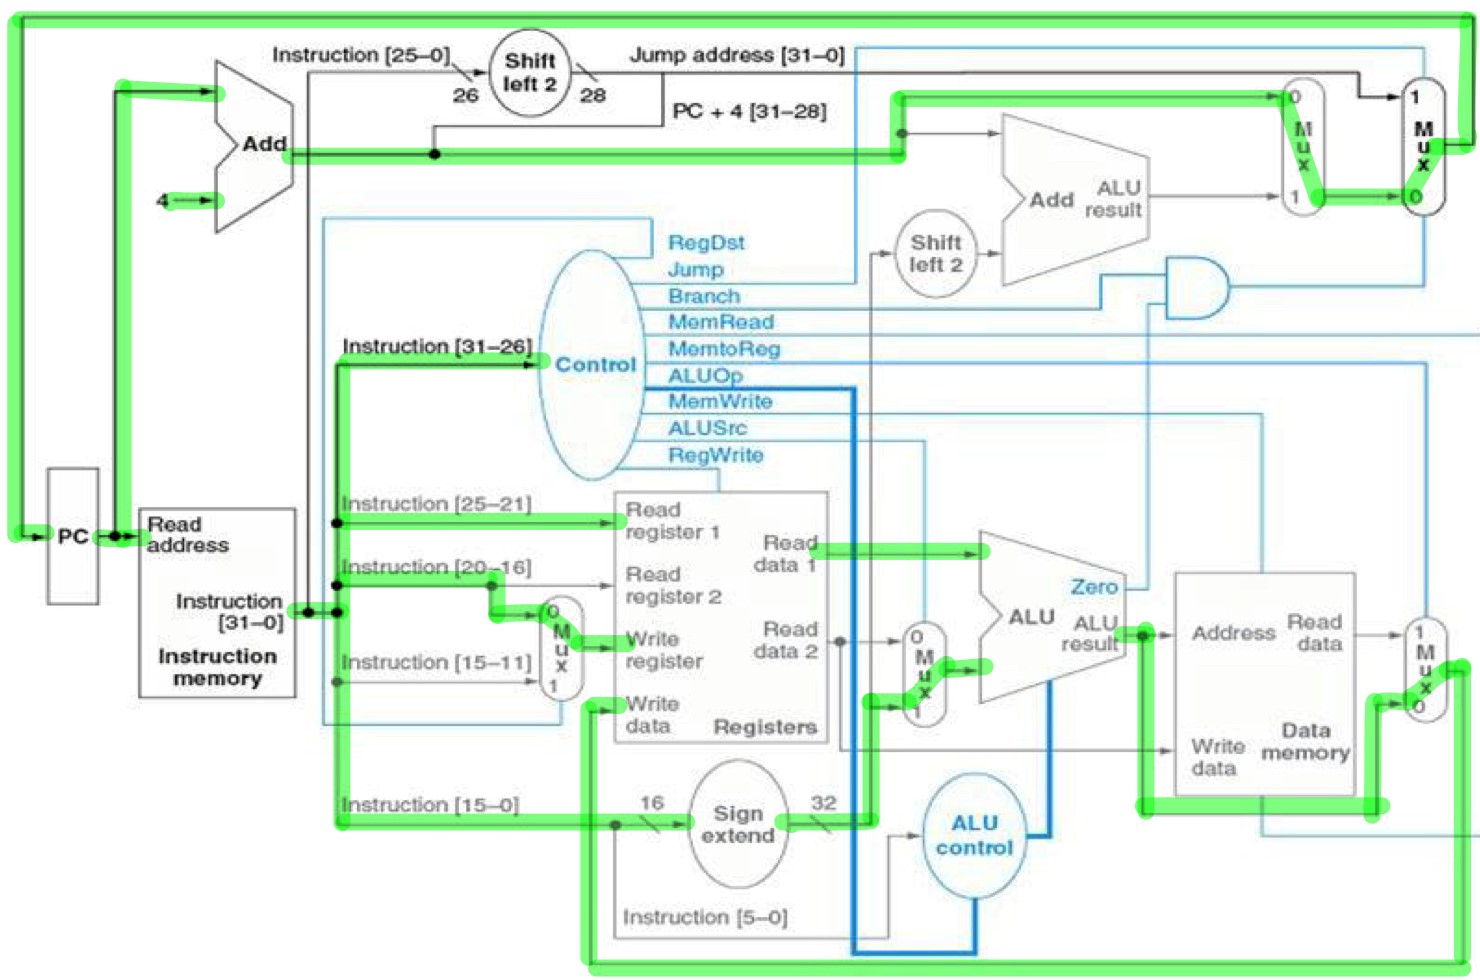 Instruction [25–0]
26
Shift
left 2
28
Jump address [31–0]
PC + 4 [31–28]
Add
4
0
M
u
x
1
1
M
u
x
0
Add
ALU
result
Shift
left 2
RegDst
Jump
Branch
MemRead
MemtoReg
ALUOp
MemWrite
ALUSrc
RegWrite
Instruction [31–26]
Control
PC
Read
address
Instruction
[31–0]
Instruction
memory
Instruction [25–21]
Instruction [20–16]
Instruction [15–11]
Instruction [15–0]
0
M
u
x
1
Read
register 1
Read
register 2
Write
register
Write
data
Read
data 1
Read
data 2
Registers
0
M
u
x
1
Zero
ALU
ALU
result
Address
Read
data
Write
data
Data
memory
1
M
u
x
0
16
Sign
extend
32
ALU
control
Instruction [5–0]